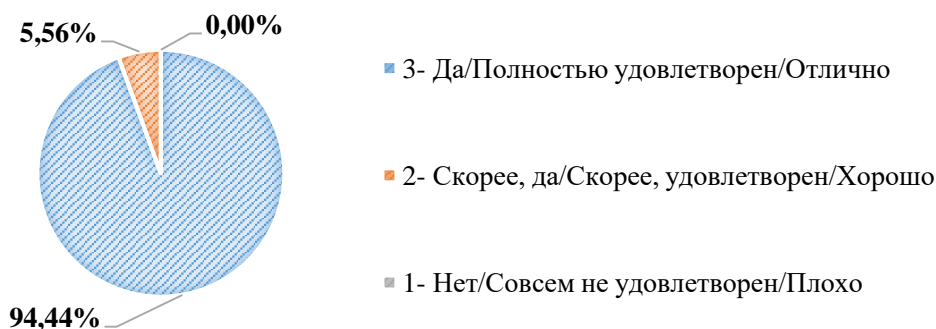 5,56%
0,00%
94,44%
3- Да/Полностью удовлетворен/Отлично
2- Скорее, да/Скорее, удовлетворен/Хорошо
1- Нет/Совсем не удовлетворен/Плохо